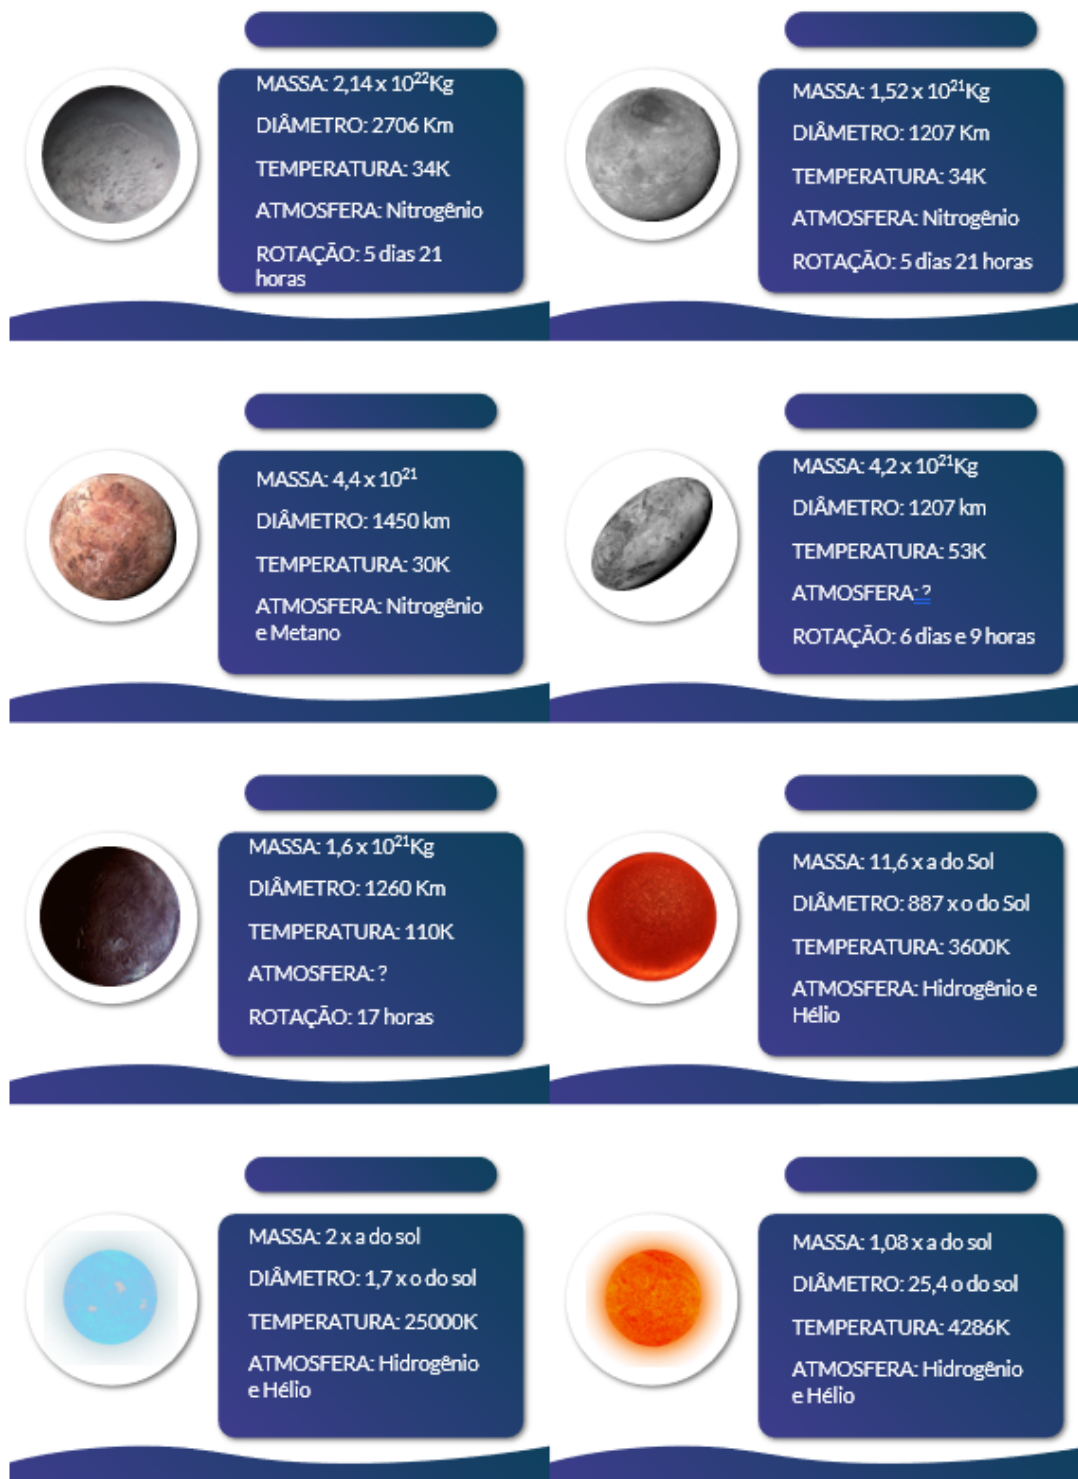 MASSA: 2,14 x 10²²Kg
DIÂMETRO: 2706 Km
TEMPERATURA: 34K
ATMOSFERA: Nitrogênio
ROTAÇÃO: 5 dias 21
horas
MASSA: 1,52 x 10²¹Kg
DIÂMETRO: 1207 Km
TEMPERATURA: 34K
ATMOSFERA: Nitrogênio
ROTAÇÃO: 5 dias 21 horas
MASSA: 4,4 x 10²¹
DIÂMETRO: 1450 km
TEMPERATURA: 30K
ATMOSFERA: Nitrogênio
e Metano
MASSA: 4,2 x 10²¹Kg
DIÂMETRO: 1207 km
TEMPERATURA: 53K
ATMOSFERA: ?
ROTAÇÃO: 6 dias e 9 horas
MASSA: 1,6 x 10²¹Kg
DIÂMETRO: 1260 Km
TEMPERATURA: 110K
ATMOSFERA: ?
ROTAÇÃO: 17 horas
MASSA: 11,6 x a do Sol
DIÂMETRO: 887 x o do Sol
TEMPERATURA: 3600K
ATMOSFERA: Hidrogênio e
Hélio
MASSA: 2 x a do sol
DIÂMETRO: 1,7 x o do sol
TEMPERATURA: 25000K
ATMOSFERA: Hidrogênio
e Hélio
MASSA: 1,08 x a do sol
DIÂMETRO: 25,4 o do sol
TEMPERATURA: 4286K
ATMOSFERA: Hidrogênio
e Hélio